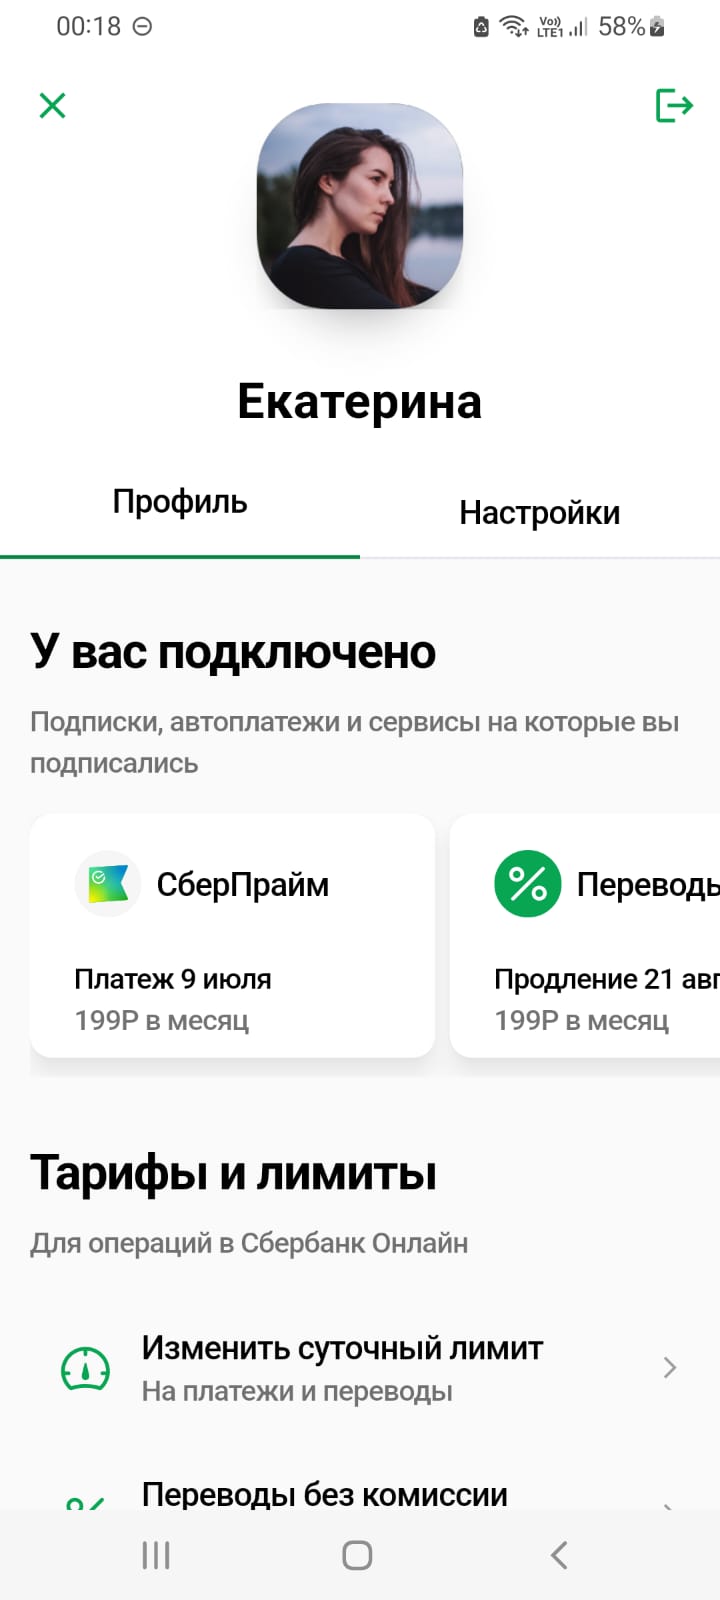 00:18
Vo)) LTE1 58%
Екатерина
Профиль
Настройки
У вас подключено
Подписки, автоплатежи и сервисы на которые вы
подписались
СберПрайм
Платеж 9 июля
199Р в месяц
Переводы
Продление 21 авг
199Р в месяц
Тарифы и лимиты
Для операций в Сбербанк Онлайн
Изменить суточный лимит
На платежи и переводы
Переводы без комиссии